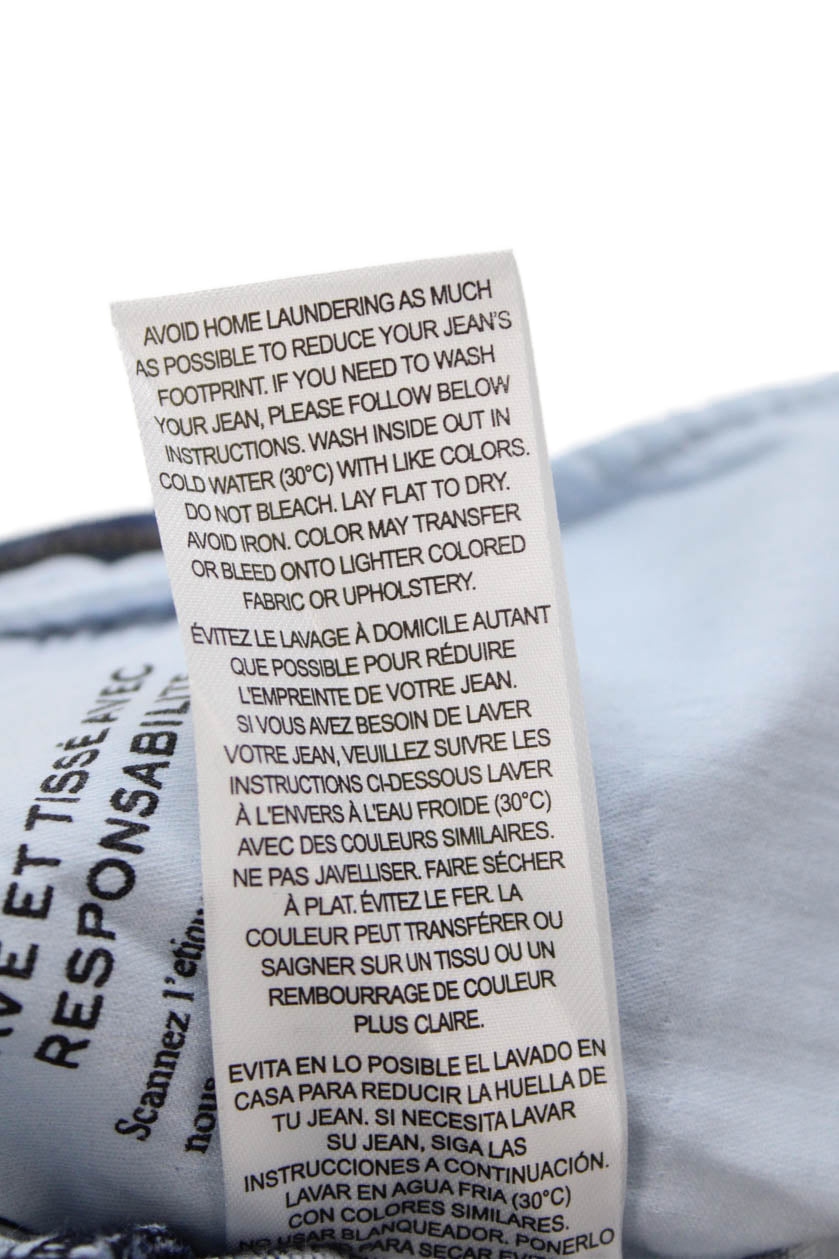 AVOID HOME LAUNDERING AS MUCH
AS POSSIBLE TO REDUCE YOUR JEAN'S
FOOTPRINT. IF YOU NEED TO WASH
YOUR JEAN, PLEASE FOLLOW BELOW
INSTRUCTIONS. WASH INSIDE OUT IN
COLD WATER (30°C) WITH LIKE COLORS.
DO NOT BLEACH. LAY FLAT TO DRY.
AVOID IRON. COLOR MAY TRANSFER
OR BLEED ONTO LIGHTER COLORED
FABRIC OR UPHOLSTERY.
ÉVITEZ LE LAVAGE À DOMICILE AUTANT
QUE POSSIBLE POUR RÉDUIRE
L'EMPREINTE DE VOTRE JEAN.
SI VOUS AVEZ BESOIN DE LAVER
VOTRE JEAN, VEUILLEZ SUIVRE LES
INSTRUCTIONS CI-DESSOUS LAVER
À L'ENVERS À L'EAU FROIDE (30°C)
AVEC DES COULEURS SIMILAIRES.
NE PAS JAVELLISER. FAIRE SÉCHER
À PLAT. ÉVITEZ LE FER. LA
COULEUR PEUT TRANSFÉRER OU
SAIGNER SUR UN TISSU OU UN
REMBOURRAGE DE COULEUR
PLUS CLAIRE.
EVITA EN LO POSIBLE EL LAVADO EN
CASA PARA REDUCIR LA HUELLA DE
TU JEAN. SI NECESITA LAVAR
SU JEAN, SIGA LAS
INSTRUCCIONES A CONTINUACIÓN.
LAVAR EN AGUA FRIA (30°C)
CON COLORES SIMILARES.
NO USAR BLANQUEADOR. PONERLO
PARA SECAR
ET TISSÉ AVEC
RESPONSABILITÉ
Scannez